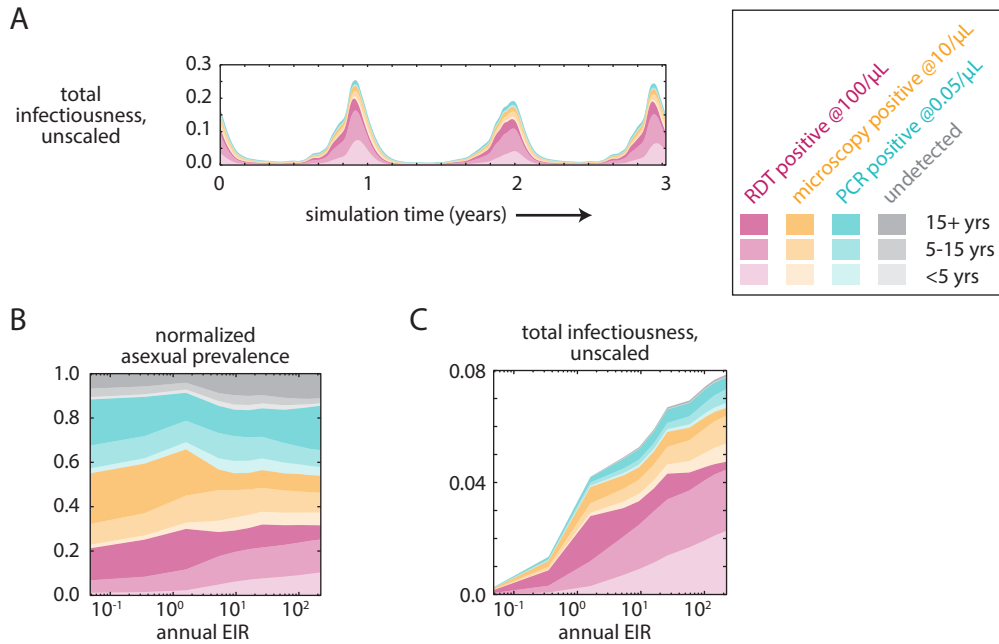 A
total
infectiousness,
unscaled
0.3
0.2
0.1
0.0
0
1
2
3
simulation time (years)
RDT positive @100/μL
microscopy positive @10/μL
PCR positive @0.05/μL
undetected
15+ yrs
5-15 yrs
<5 yrs
B
normalized
asexual prevalence
1.0
0.8
0.6
0.4
0.2
0.0
10⁻¹
10⁰
10¹
10²
annual EIR
C
total infectiousness,
unscaled
0.08
0.04
0.00
10⁻¹
10⁰
10¹
10²
annual EIR